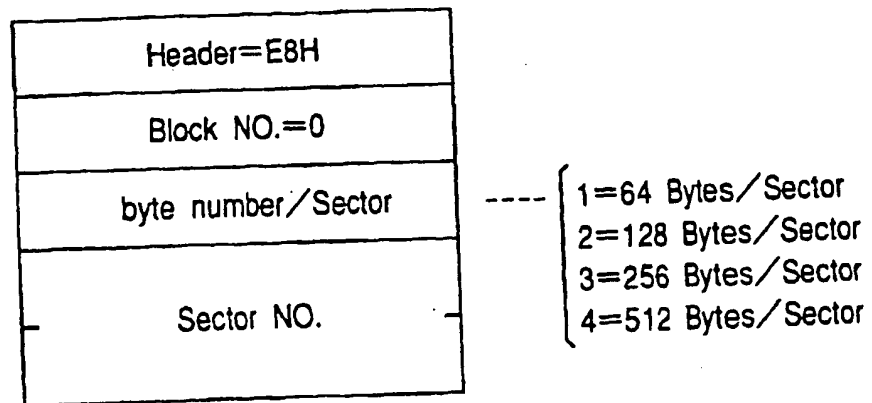 Header=E8H
Block NO.=0
byte number/Sector
1=64 Bytes/Sector
2=128 Bytes/Sector
3=256 Bytes/Sector
4=512 Bytes/Sector
Sector NO.